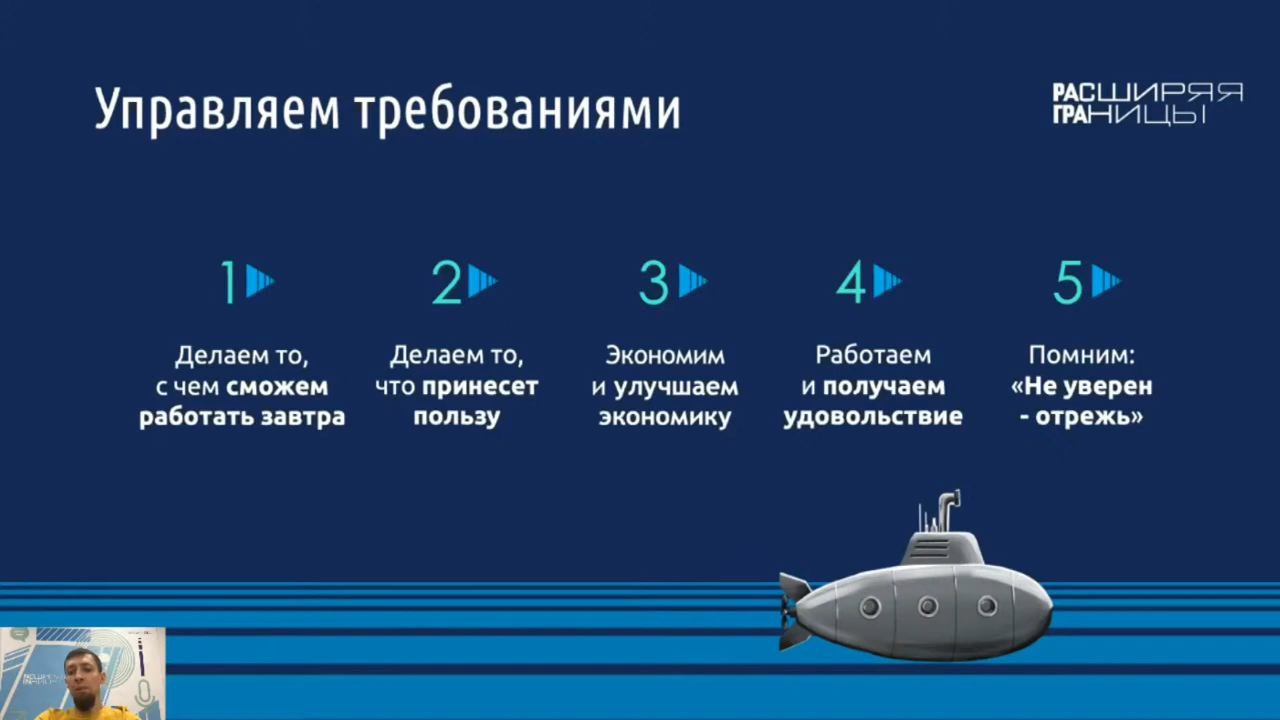 Управляем требованиями
РАСШИРЯЯ
ГРАНИЦЫ
1
2
3
4
5
Делаем то,
с чем сможем
работать завтра
Делаем то,
что принесет
пользу
Экономим
и улучшаем
экономику
Работаем
и получаем
удовольствие
Помним:
«Не уверен
- отрежь»